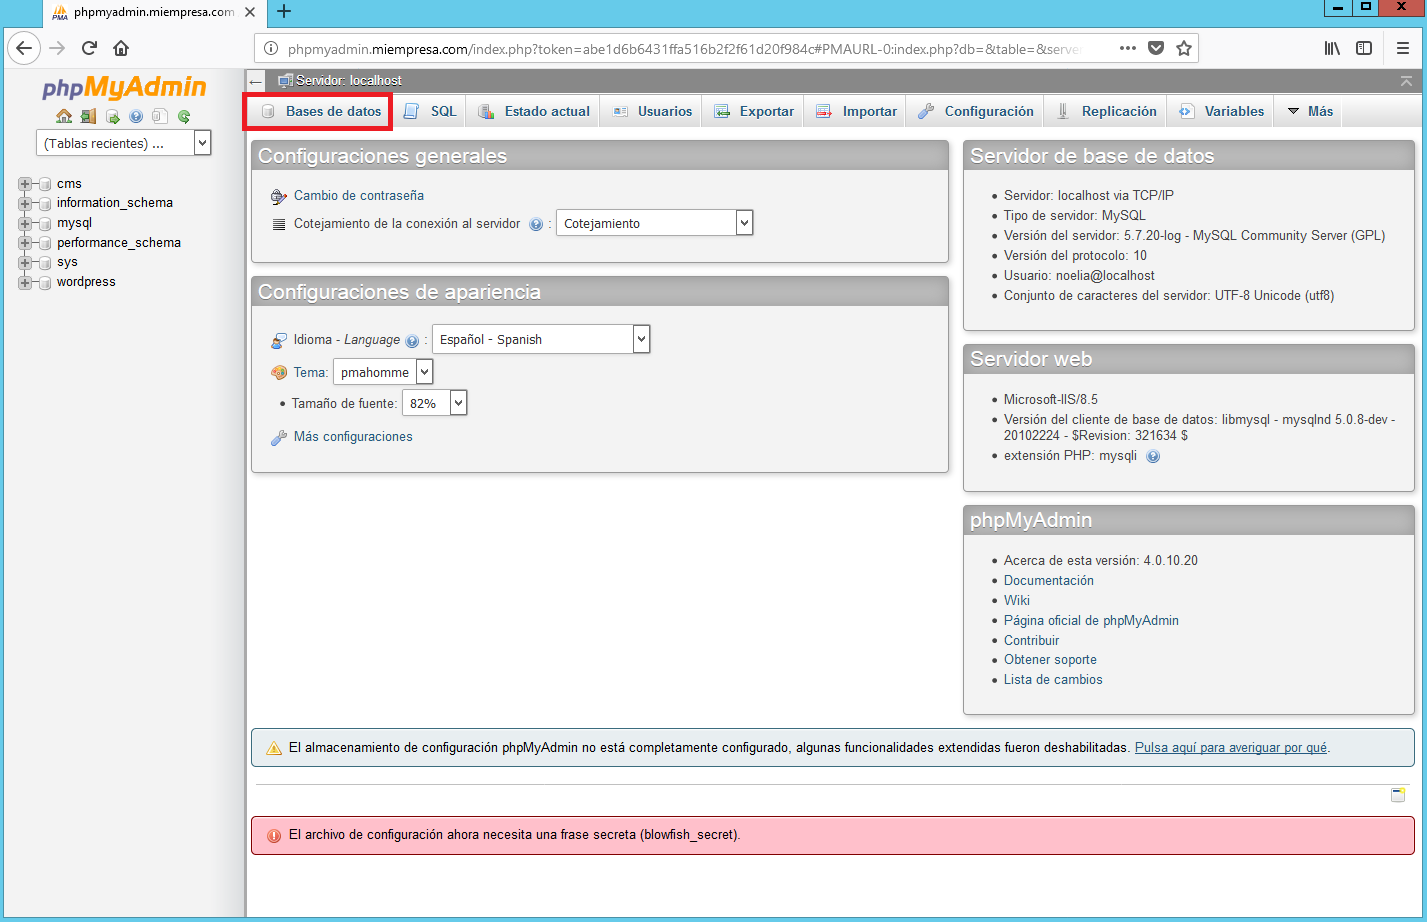 PMA
phpmyadmin.miempresa.com
phpmyadmin.miempresa.com/index.php?token=abe1d6b6431ffa516b2f2f61d20f984c#PMAURL-0:index.php?db=&table=&server
phpMyAdmin
(Tablas recientes) ...
cms
information_schema
mysql
performance_schema
sys
wordpress
Servidor: localhost
Bases de datos
SQL
Estado actual
Usuarios
Exportar
Importar
Configuración
Replicación
Variables
Más
Configuraciones generales
Cambio de contraseña
Cotejamiento de la conexión al servidor : Cotejamiento
Configuraciones de apariencia
Idioma - Language : Español - Spanish
Tema: pmahomme
• Tamaño de fuente: 82%
Más configuraciones
Servidor de base de datos
• Servidor: localhost via TCP/IP
• Tipo de servidor: MySQL
• Versión del servidor: 5.7.20-log - MySQL Community Server (GPL)
• Versión del protocolo: 10
• Usuario: noelia@localhost
• Conjunto de caracteres del servidor: UTF-8 Unicode (utf8)
Servidor web
• Microsoft-IIS/8.5
• Versión del cliente de base de datos: libmysql - mysqlnd 5.0.8-dev -
20102224 - $Revision: 321634 $
• extensión PHP: mysqli
phpMyAdmin
• Acerca de esta versión: 4.0.10.20
• Documentación
• Wiki
• Página oficial de phpMyAdmin
• Contribuir
• Obtener soporte
• Lista de cambios
El almacenamiento de configuración phpMyAdmin no está completamente configurado, algunas funcionalidades extendidas fueron deshabilitadas. Pulsa aquí para averiguar por qué.
El archivo de configuración ahora necesita una frase secreta (blowfish_secret).